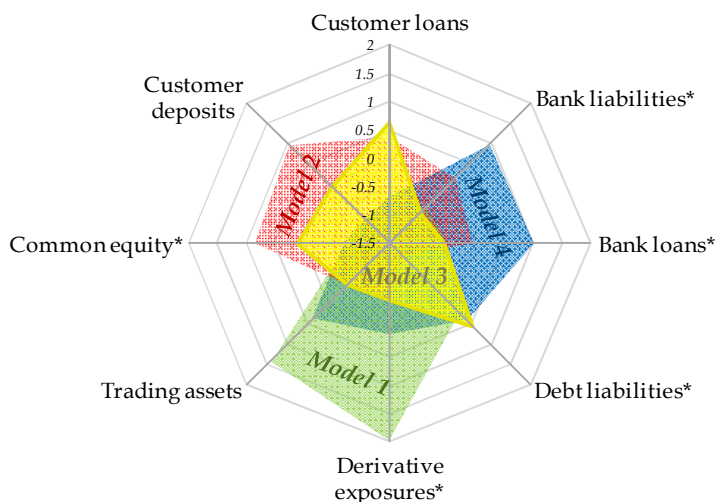 Customer loans
2
1.5
1
0.5
0
-0.5
-1
-1.5
Customer
deposits
Bank liabilities*
Model 2
Model 4
Common equity*
Bank loans*
Model 3
Model 1
Trading assets
Debt liabilities*
Derivative
exposures*